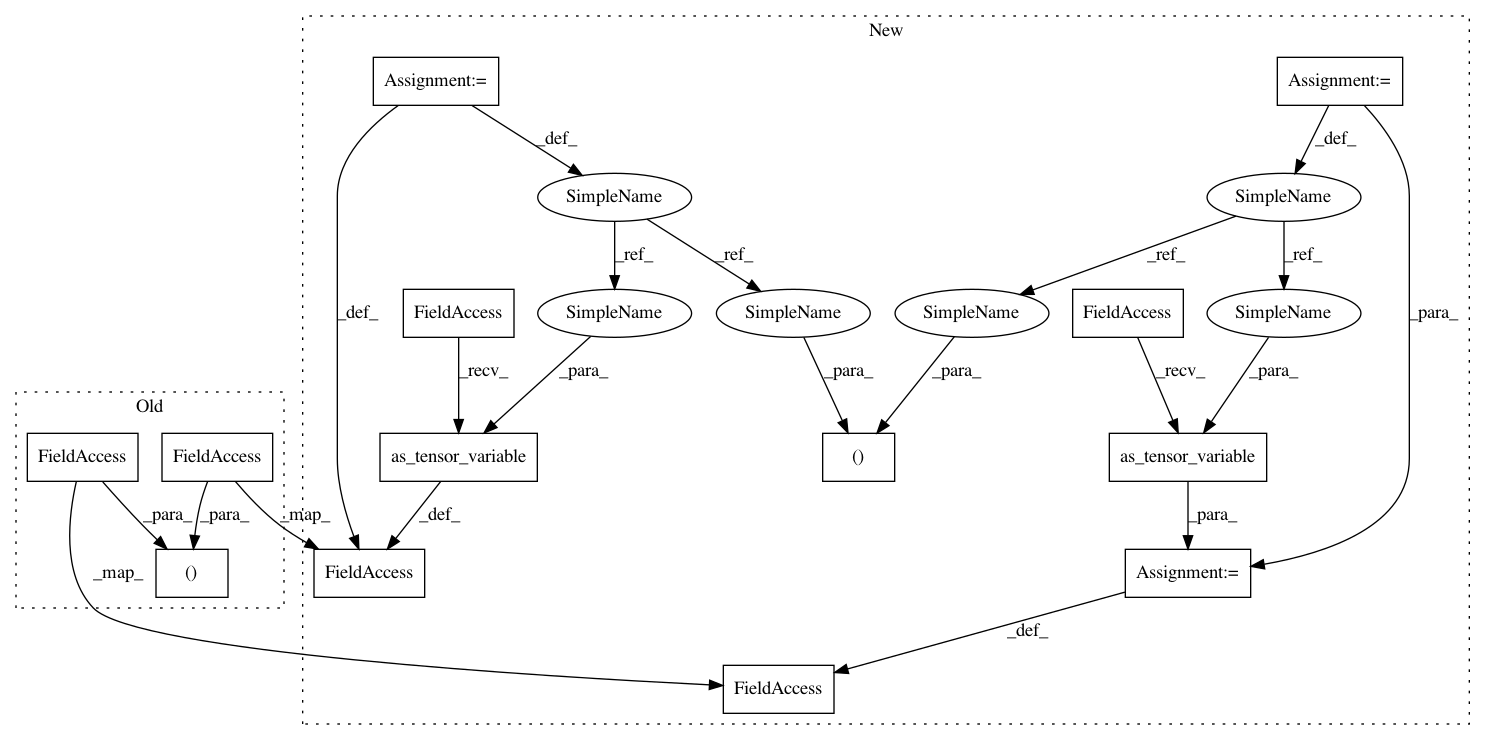 New
Assignment:=
Assignment:=
_def_
_def_
SimpleName
SimpleName
_ref_
_ref_
_ref_
_ref_
_def_
FieldAccess
SimpleName
SimpleName
SimpleName
FieldAccess
SimpleName
_para_
_recv_
_para_
_para_
_para_
_recv_
_para_
Old
FieldAccess
FieldAccess
as_tensor_variable
()
as_tensor_variable
_para_
_para_
_map_
_def_
_para_
_map_
()
FieldAccess
Assignment:=
_def_
FieldAccess